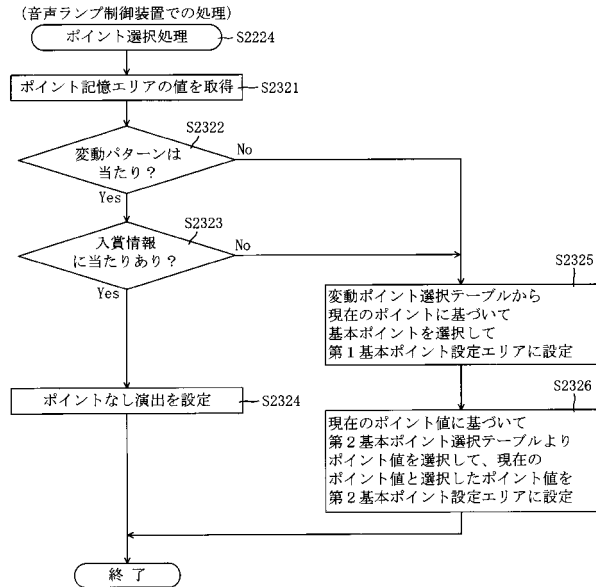 (音声ランプ制御装置での処理)
ポイント選択処理
S2224
ポイント記憶エリアの値を取得
S2321
S2322
変動パターンは
当たり?
No
Yes
S2323
入賞情報
に当たりあり?
No
Yes
S2325
変動ポイント選択テーブルから
現在のポイントに基づいて
基本ポイントを選択して
第1基本ポイント設定エリアに設定
ポイントなし演出を設定
S2324
S2326
現在のポイント値に基づいて
第2基本ポイント選択テーブルより
ポイント値を選択して、現在の
ポイント値と選択したポイント値を
第2基本ポイント設定エリアに設定
終了